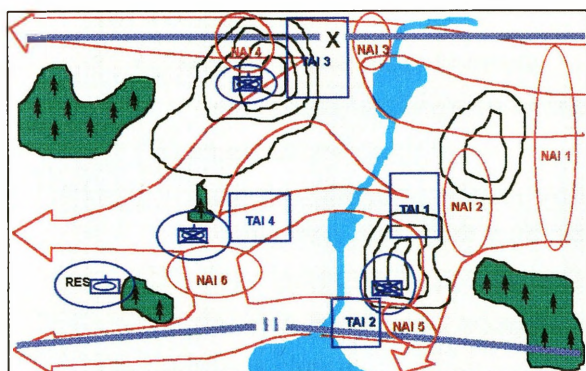 NAI 4
X
NAI 3
TAI 3
NAI 1
TAI 1
NAI 2
TAI 4
NAI 6
RES
TAI 2
NAI 5
II